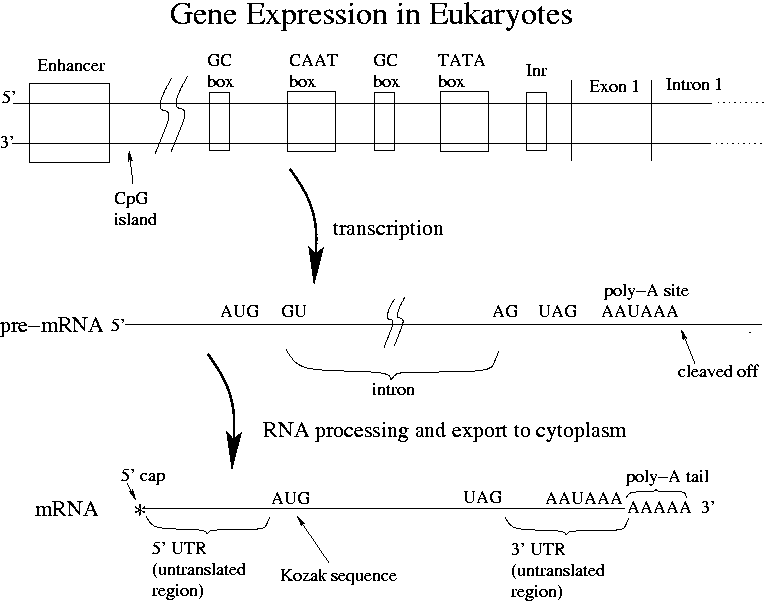 Gene Expression in Eukaryotes
Enhancer
GC
box
CAAT
box
GC
box
TATA
box
Inr
Exon 1
Intron 1
5’
3’
CpG
island
transcription
poly−A site
AUG
GU
AG
UAG
AAUAAA
pre−mRNA
5’
cleaved off
intron
RNA processing and export to cytoplasm
5’ cap
poly−A tail
AUG
UAG
AAUAAA
mRNA
*
AAAAA
3’
5’ UTR
(untranslated
region)
Kozak sequence
3’ UTR
(untranslated
region)